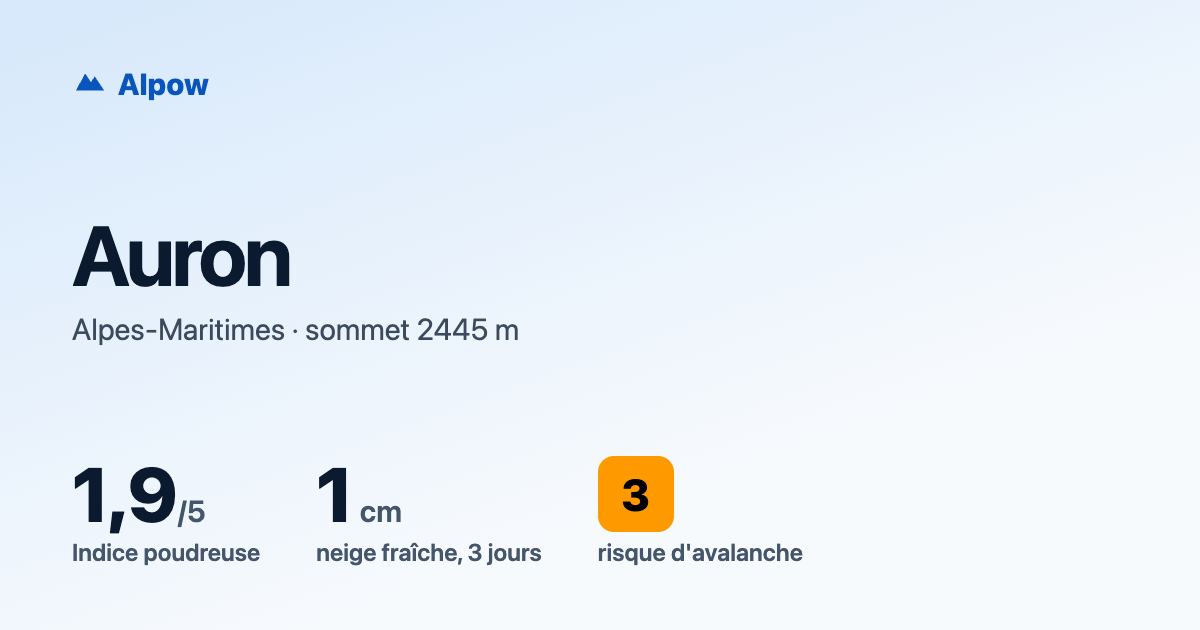 Alpow
Auron
Alpes-Maritimes · sommet 2445 m
1,9/5
Indice poudreuse
1 cm
neige fraîche, 3 jours
3
risque d'avalanche